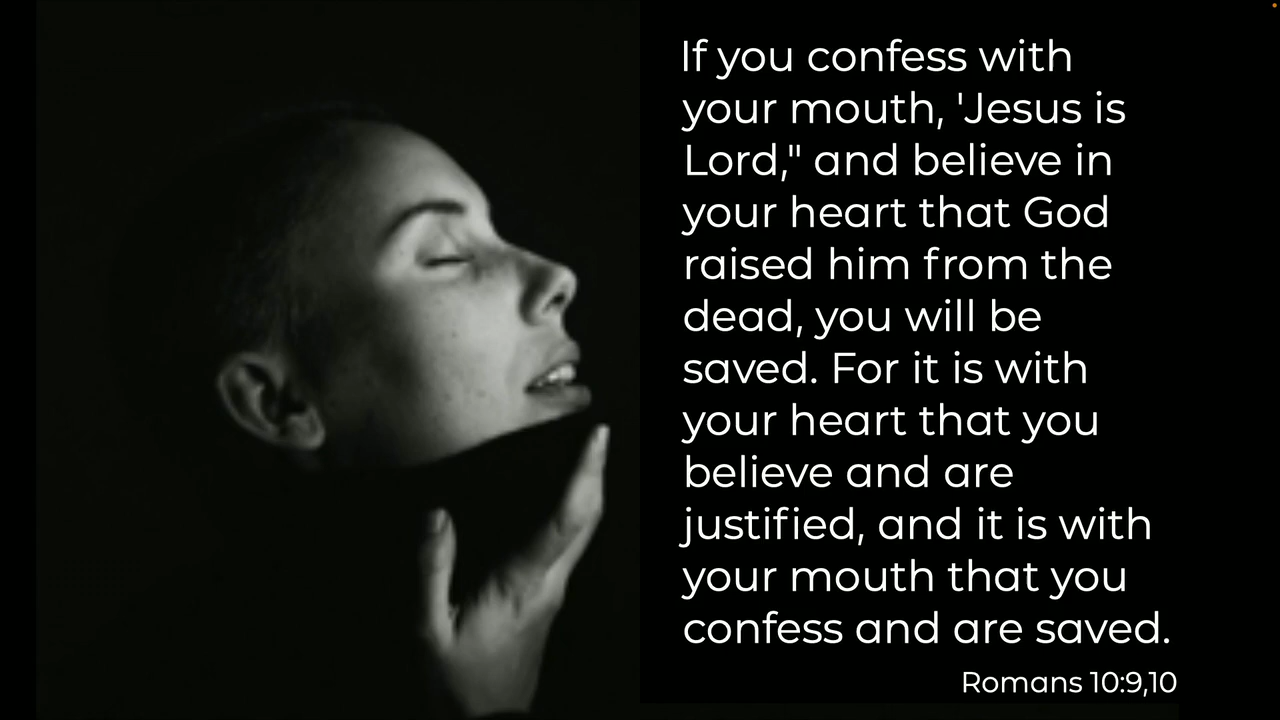 If you confess with
your mouth, 'Jesus is
Lord," and believe in
your heart that God
raised him from the
dead, you will be
saved. For it is with
your heart that you
believe and are
justified, and it is with
your mouth that you
confess and are saved.
Romans 10:9,10